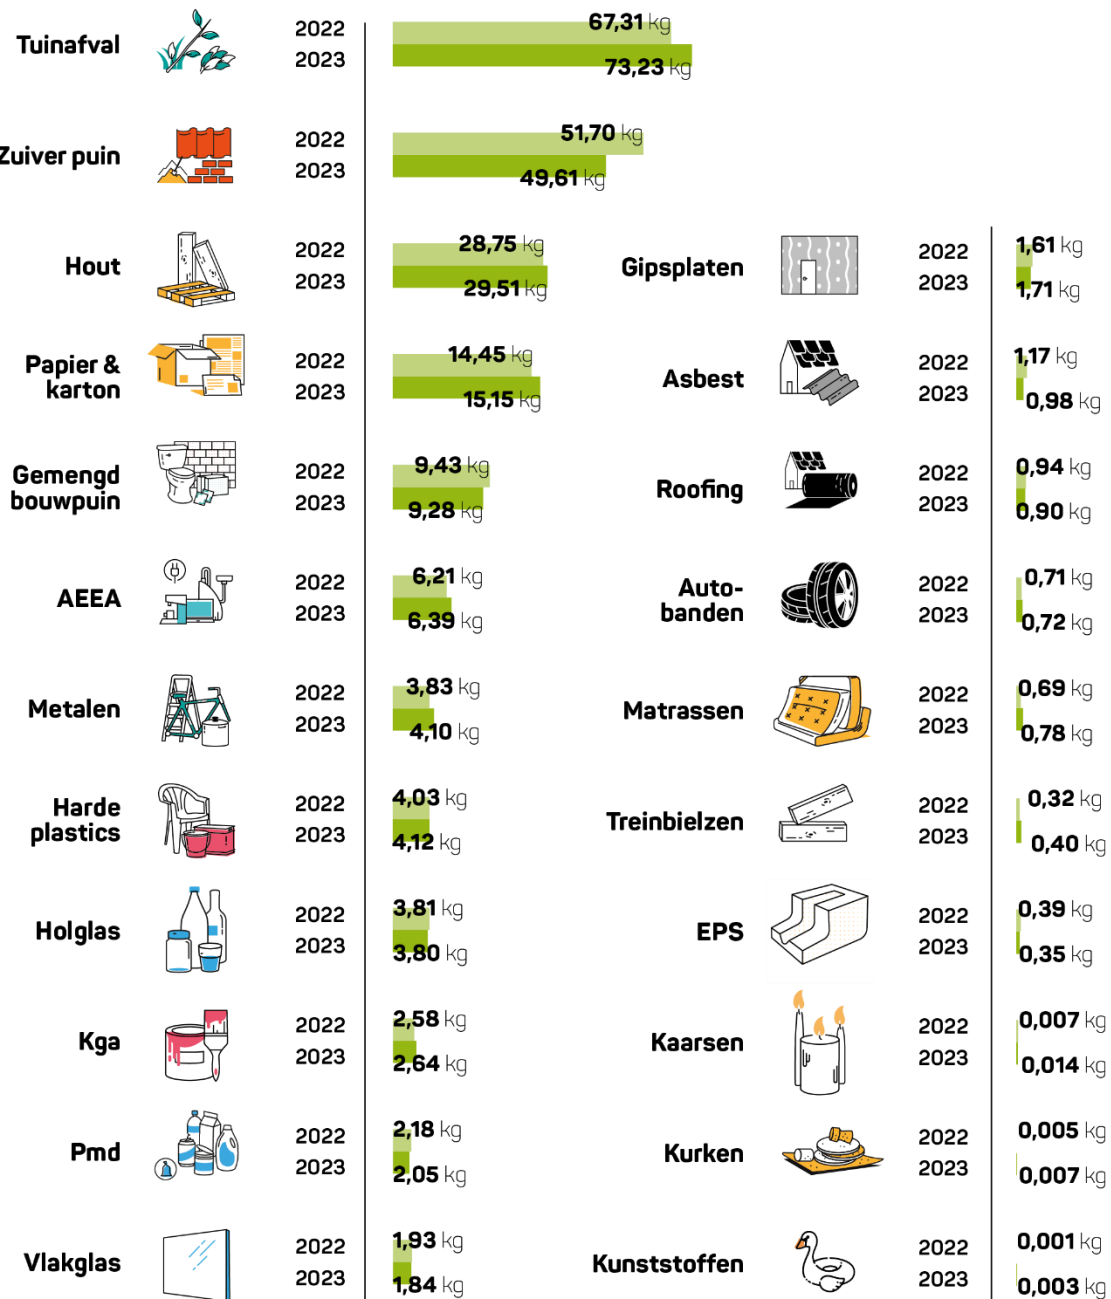 Tuinafval
2022
67,31 kg
2023
73,23 kg
Zuiver puin
2022
51,70 kg
2023
49,61 kg
Hout
2022
28,75 kg
2023
29,51 kg
Papier &
karton
2022
14,45 kg
2023
15,15 kg
Gemengd
bouwpuin
2022
9,43 kg
2023
9,28 kg
AEEA
2022
6,21 kg
2023
6,39 kg
Metalen
2022
3,83 kg
2023
4,10 kg
Harde
plastics
2022
4,03 kg
2023
4,12 kg
Holglas
2022
3,81 kg
2023
3,80 kg
Kga
2022
2,58 kg
2023
2,64 kg
Pmd
2022
2,18 kg
2023
2,05 kg
Vlakglas
2022
1,93 kg
2023
1,84 kg
Gipsplaten
2022
1,61 kg
2023
1,71 kg
Asbest
2022
1,17 kg
2023
0,98 kg
Roofing
2022
0,94 kg
2023
0,90 kg
Auto-
banden
2022
0,71 kg
2023
0,72 kg
Matrassen
2022
0,69 kg
2023
0,78 kg
Treinbielzen
2022
0,32 kg
2023
0,40 kg
EPS
2022
0,39 kg
2023
0,35 kg
Kaarsen
2022
0,007 kg
2023
0,014 kg
Kurken
2022
0,005 kg
2023
0,007 kg
Kunststoffen
2022
0,001 kg
2023
0,003 kg